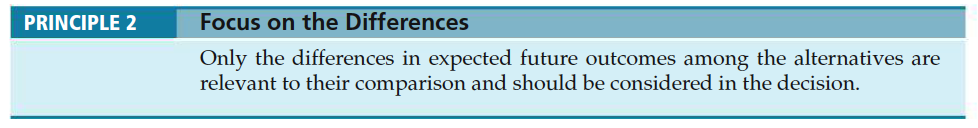 PRINCIPLE 2 Focus on the Differences
Only the differences in expected future outcomes among the alternatives are
relevant to their comparison and should be considered in the decision.